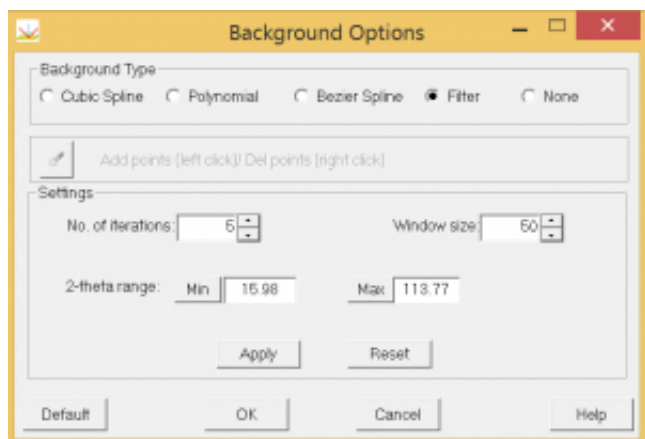 Background Options
Background Type
Cubic Spline Polynomial Bezier Spline Filter None
Add points (left click)/ Del points (right click)
Settings
No. of iterations: 5 Window size: 50
2-theta range: Min 15.98 Max 113.77
Apply Reset
Default OK Cancel Help